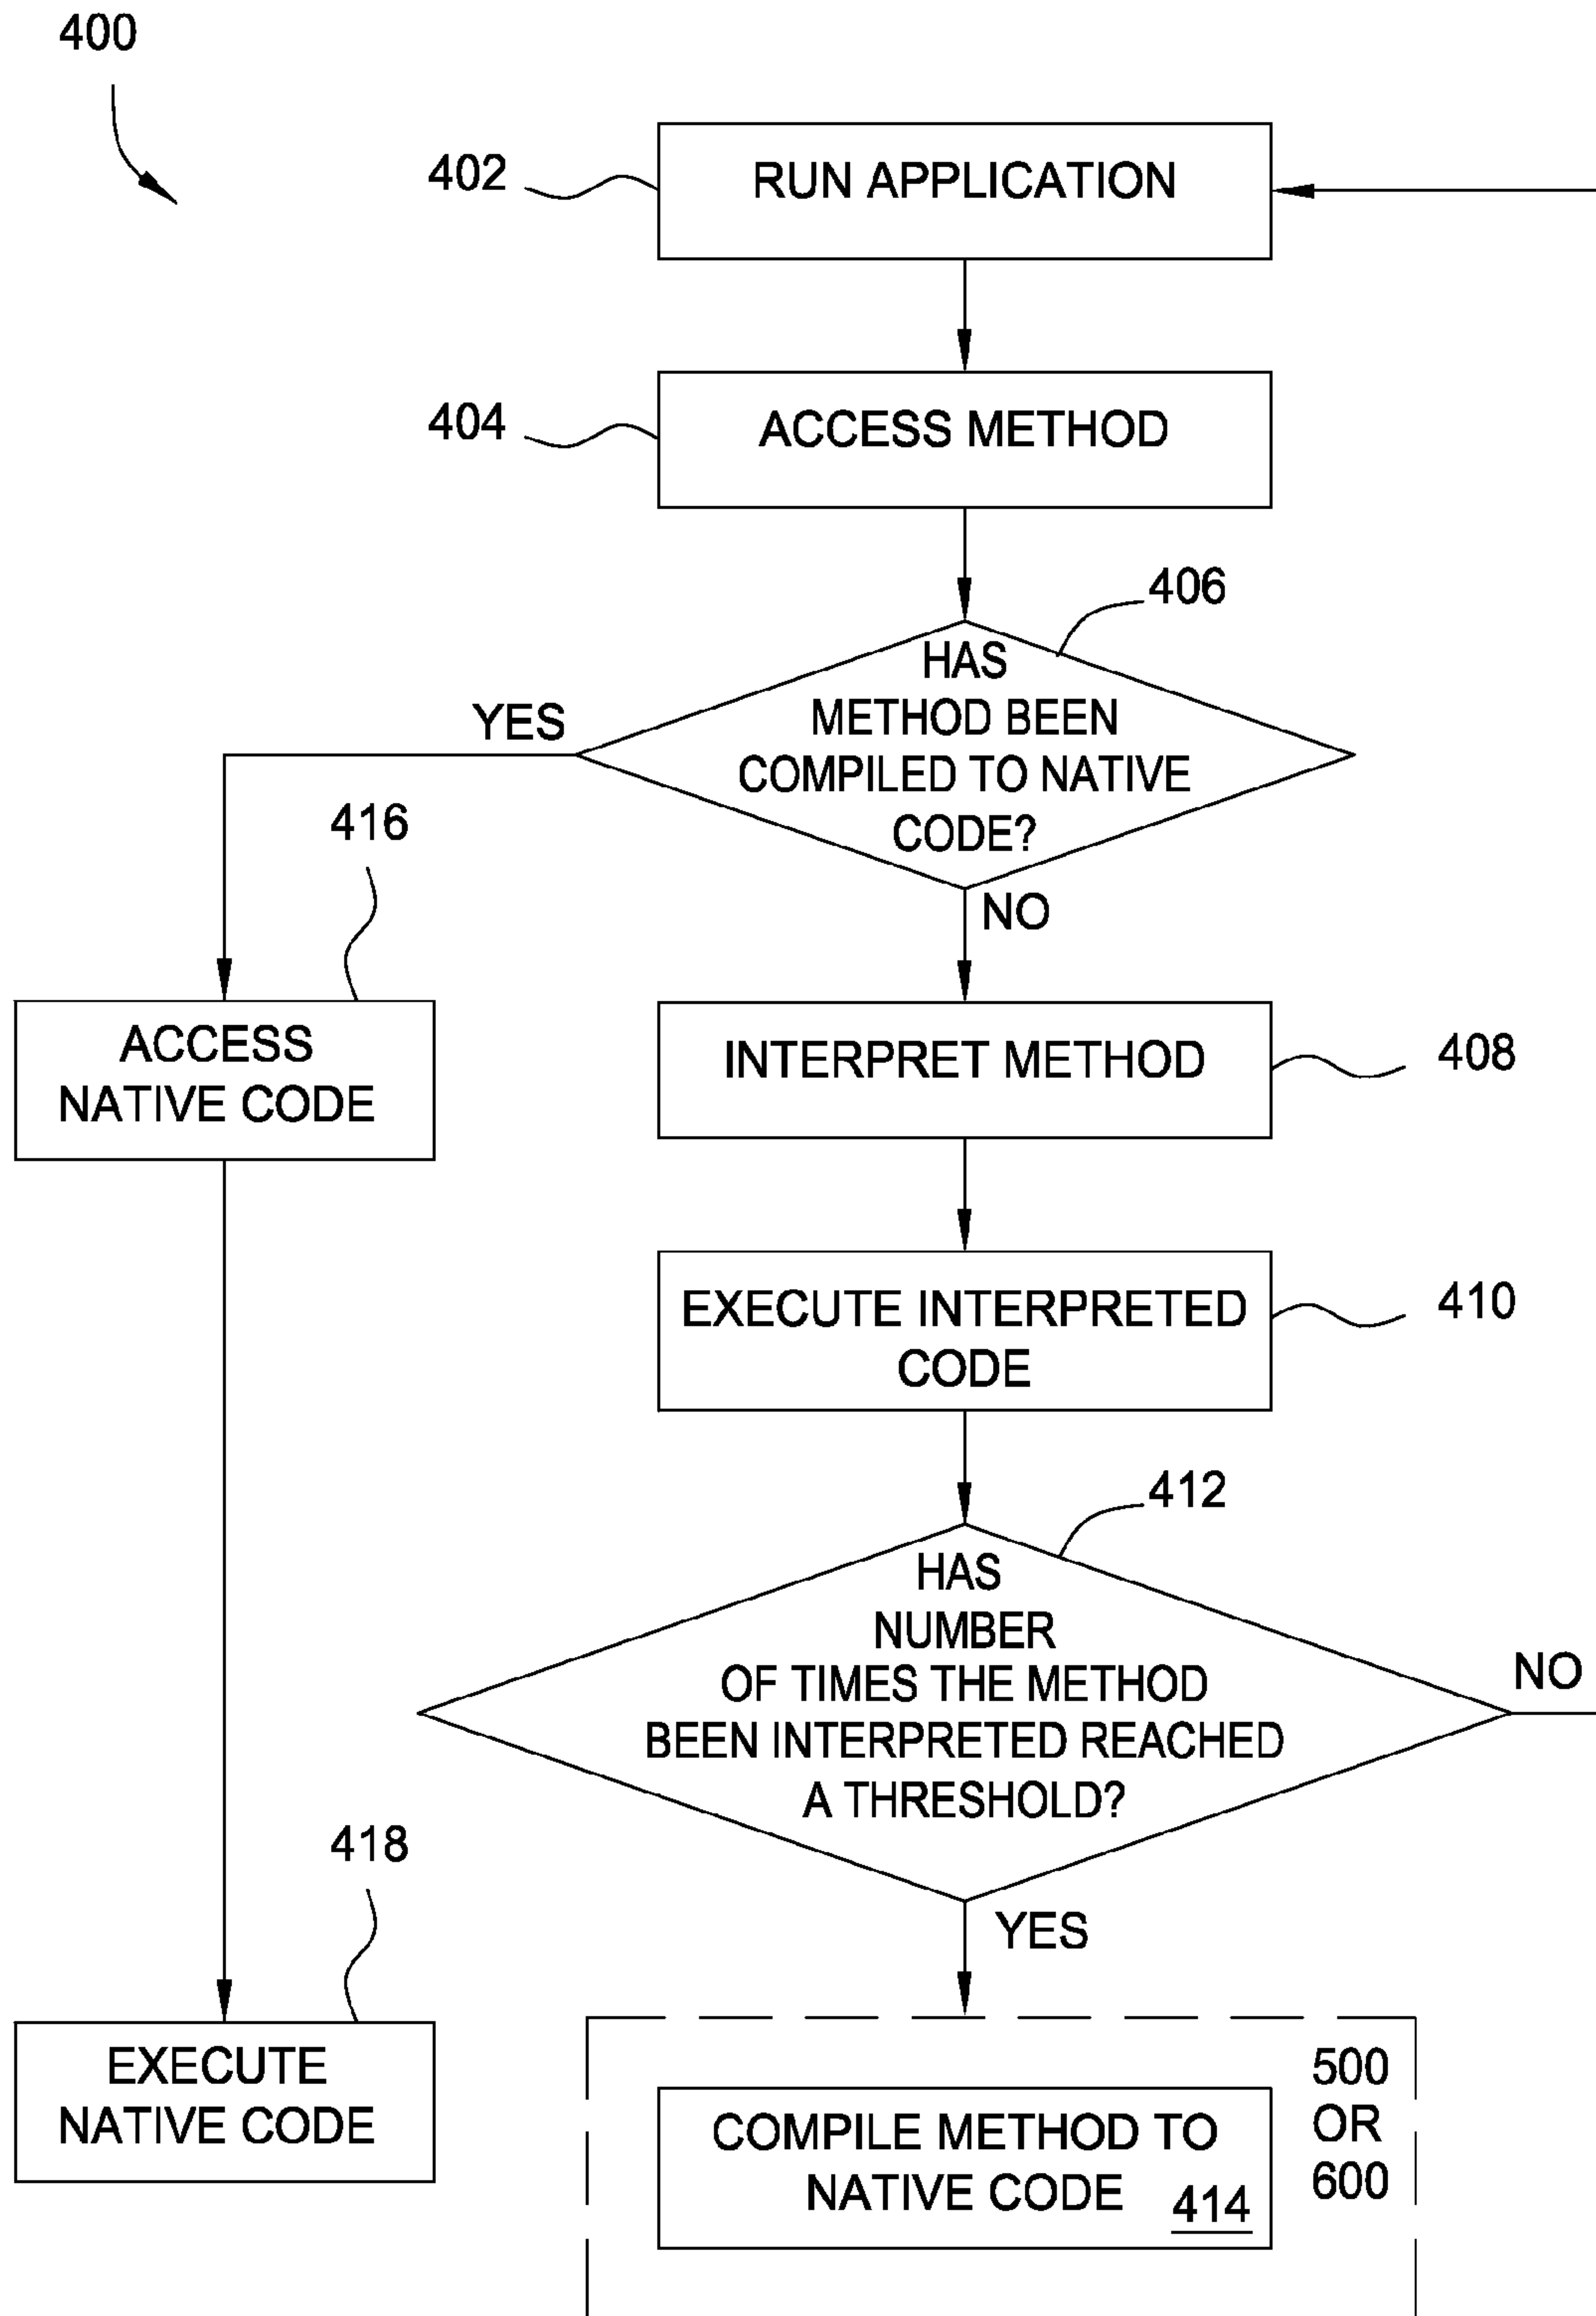 400
402
RUN APPLICATION
404
ACCESS METHOD
406
HAS
METHOD BEEN
COMPILED TO NATIVE
CODE?
YES
NO
416
ACCESS
NATIVE CODE
INTERPRET METHOD
408
EXECUTE INTERPRETED
CODE
410
412
HAS
NUMBER
OF TIMES THE METHOD
BEEN INTERPRETED REACHED
A THRESHOLD?
NO
YES
418
EXECUTE
NATIVE CODE
COMPILE METHOD TO
NATIVE CODE
414
500
OR
600